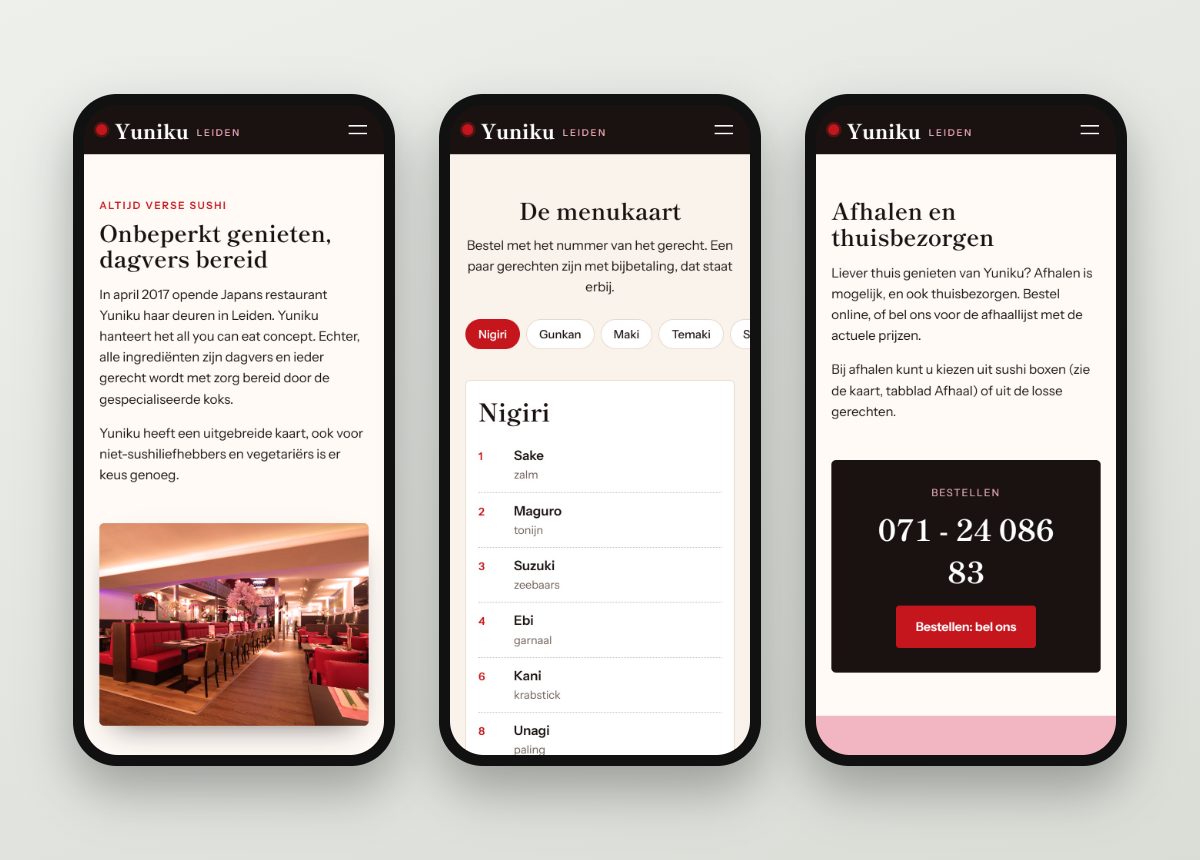 Yuniku LEIDEN
ALTIJD VERSE SUSHI
Onbeperkt genieten,
dagvers bereid
In april 2017 opende Japans restaurant
Yuniku haar deuren in Leiden. Yuniku
hanteert het all you can eat concept. Echter,
alle ingrediënten zijn dagvers en ieder
gerecht wordt met zorg bereid door de
gespecialiseerde koks.
Yuniku heeft een uitgebreide kaart, ook voor
niet-sushiliefhebbers en vegetariërs is er
keus genoeg.
Yuniku LEIDEN
De menukaart
Bestel met het nummer van het gerecht. Een
paar gerechten zijn met bijbetaling, dat staat
erbij.
Nigiri Gunkan Maki Temaki S
Nigiri
1 Sake
zalm
2 Maguro
tonijn
3 Suzuki
zeebaars
4 Ebi
garnaal
6 Kani
krabstick
8 Unagi
paling
Yuniku LEIDEN
Afhalen en
thuisbezorgen
Liever thuis genieten van Yuniku? Afhalen is
mogelijk, en ook thuisbezorgen. Bestel
online, of bel ons voor de afhaallijst met de
actuele prijzen.
Bij afhalen kunt u kiezen uit sushi boxen (zie
de kaart, tabblad Afhaal) of uit de losse
gerechten.
BESTELLEN
071 - 24 086
83
Bestellen: bel ons